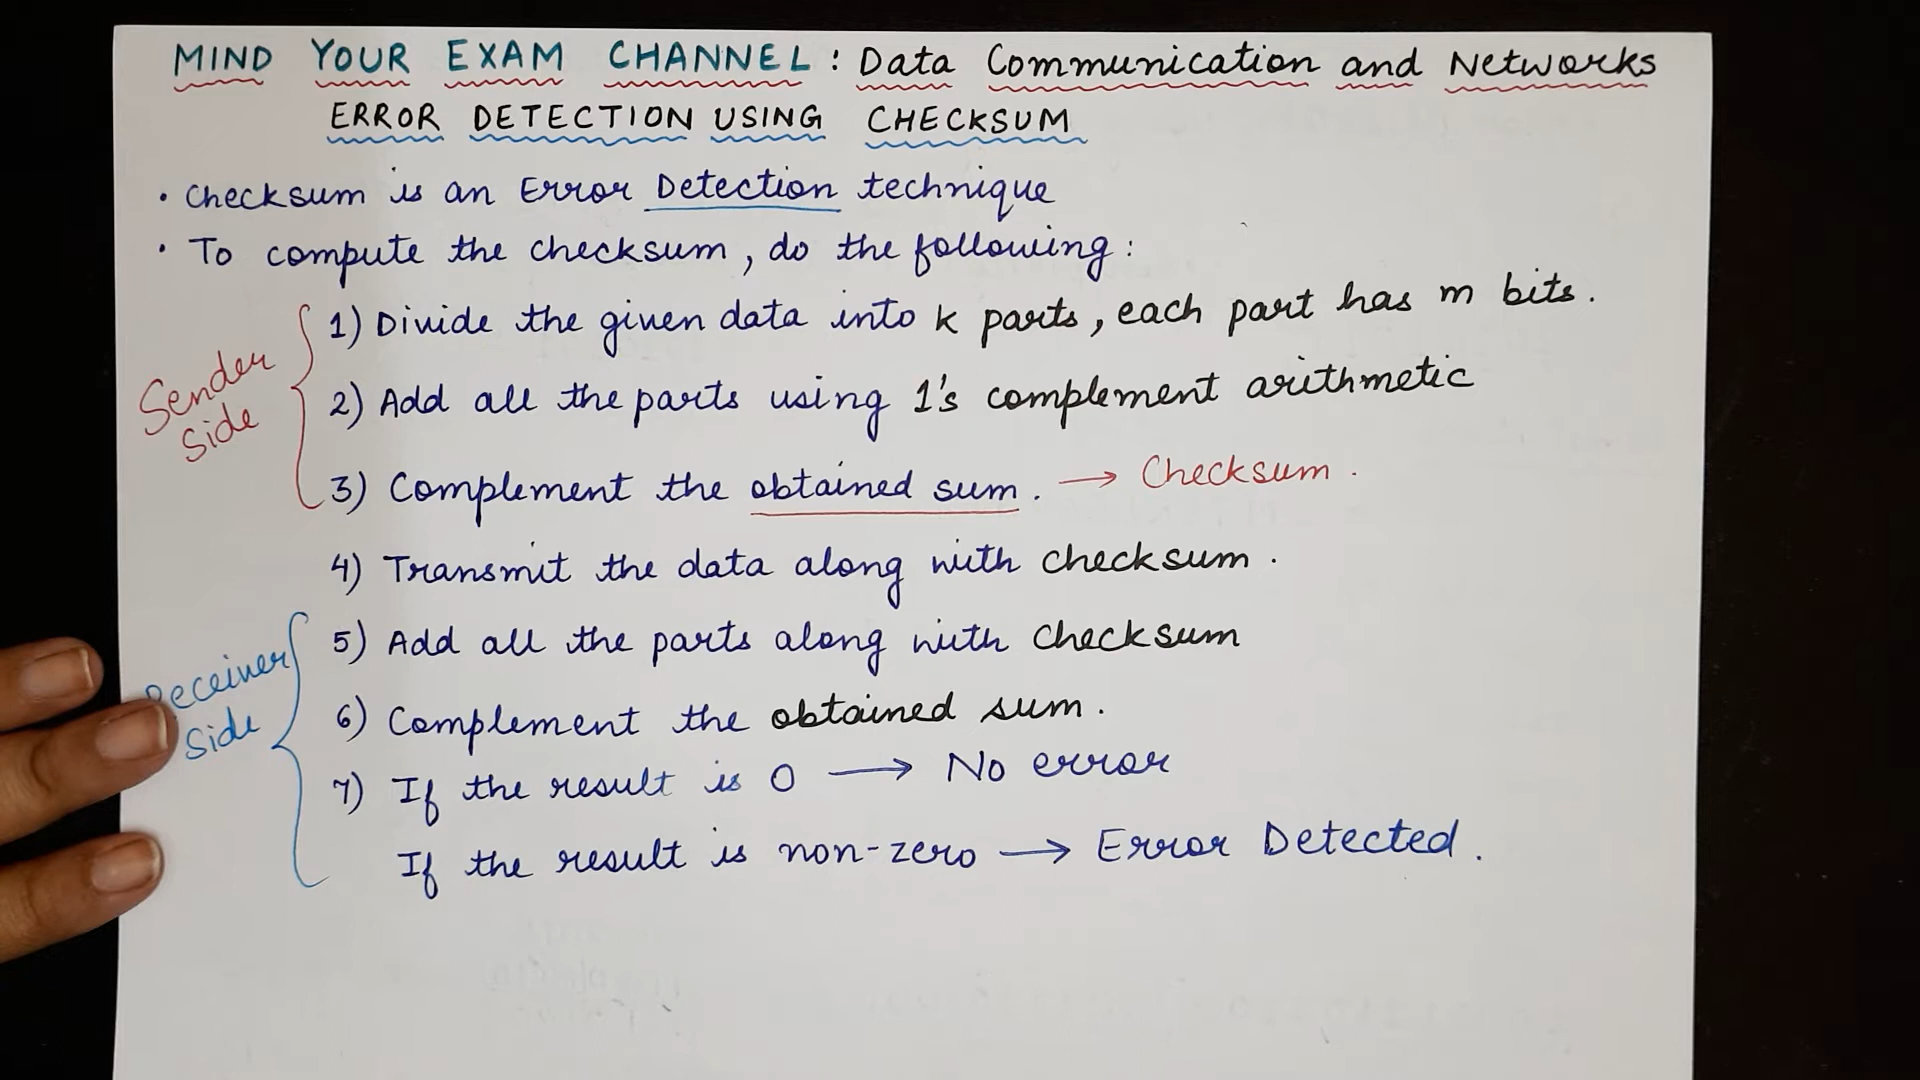 MIND YOUR EXAM CHANNEL : Data Communication and Networks
ERROR DETECTION USING CHECKSUM
• Checksum is an Error Detection technique
• To compute the checksum, do the following:
Sender side
1) Divide the given data into k parts, each part has m bits.
2) Add all the parts using 1's complement arithmetic
3) Complement the obtained sum. → Checksum.
4) Transmit the data along with checksum.
Receiver side
5) Add all the parts along with checksum
6) Complement the obtained sum.
7) If the result is 0 → No error
If the result is non-zero → Error Detected.